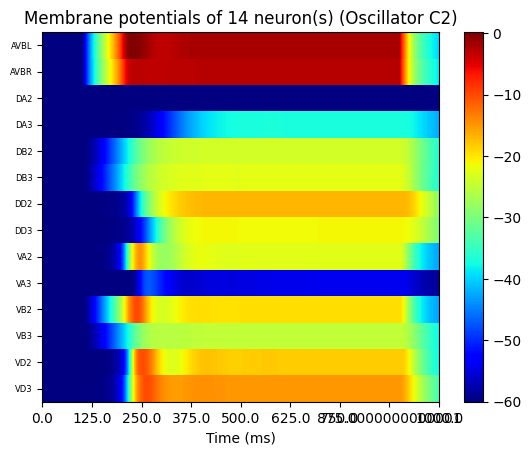 Membrane potentials of 14 neuron(s) (Oscillator C2)
AVBL
AVBR
DA2
DA3
DB2
DB3
DD2
DD3
VA2
VA3
VB2
VB3
VD2
VD3
0.0 125.0 250.0 375.0 500.0 625.0 750.0
Time (ms)
0
−10
−20
−30
−40
−50
−60